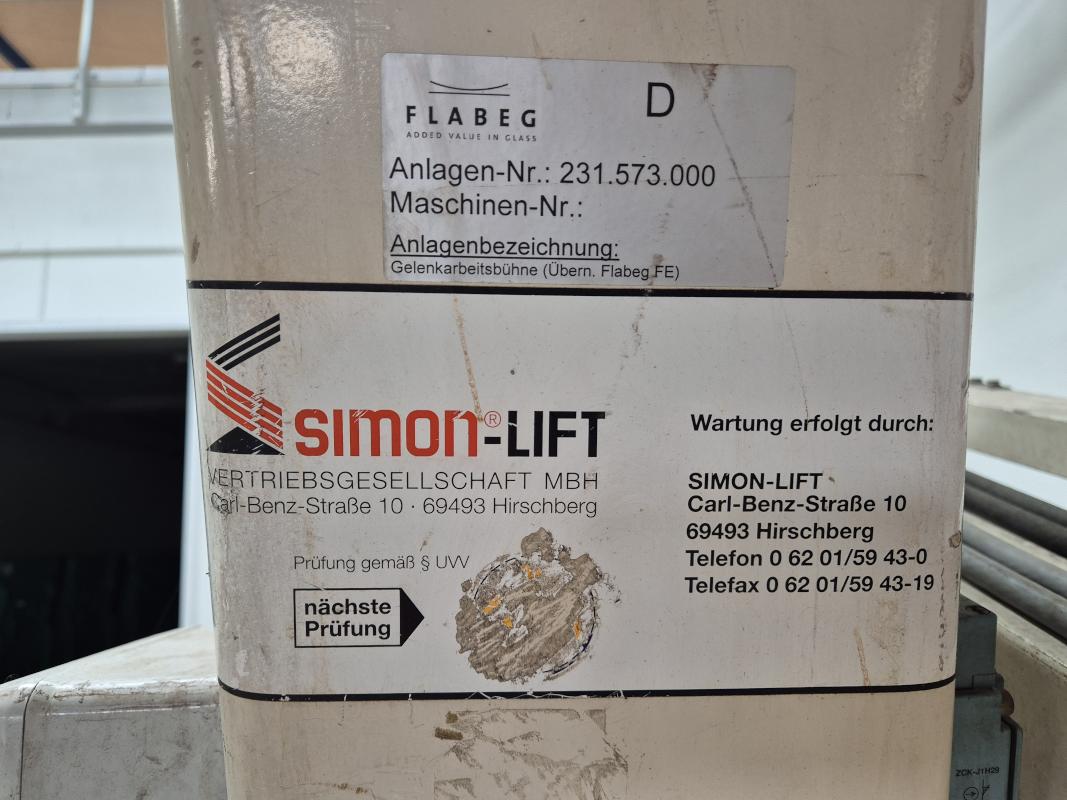 FLABEG
ADDED VALUE IN GLASS
D
Anlagen-Nr.: 231.573.000
Maschinen-Nr.:
Anlagenbezeichnung:
Gelenkarbeitsbühne (Übern. Flabeg FE)
SIMON®-LIFT
VERTRIEBSGESELLSCHAFT MBH
Carl-Benz-Straße 10 · 69493 Hirschberg
Prüfung gemäß § UVV
nächste
Prüfung
Wartung erfolgt durch:
SIMON-LIFT
Carl-Benz-Straße 10
69493 Hirschberg
Telefon 0 62 01/59 43-0
Telefax 0 62 01/59 43-19
ZCK-J1H29